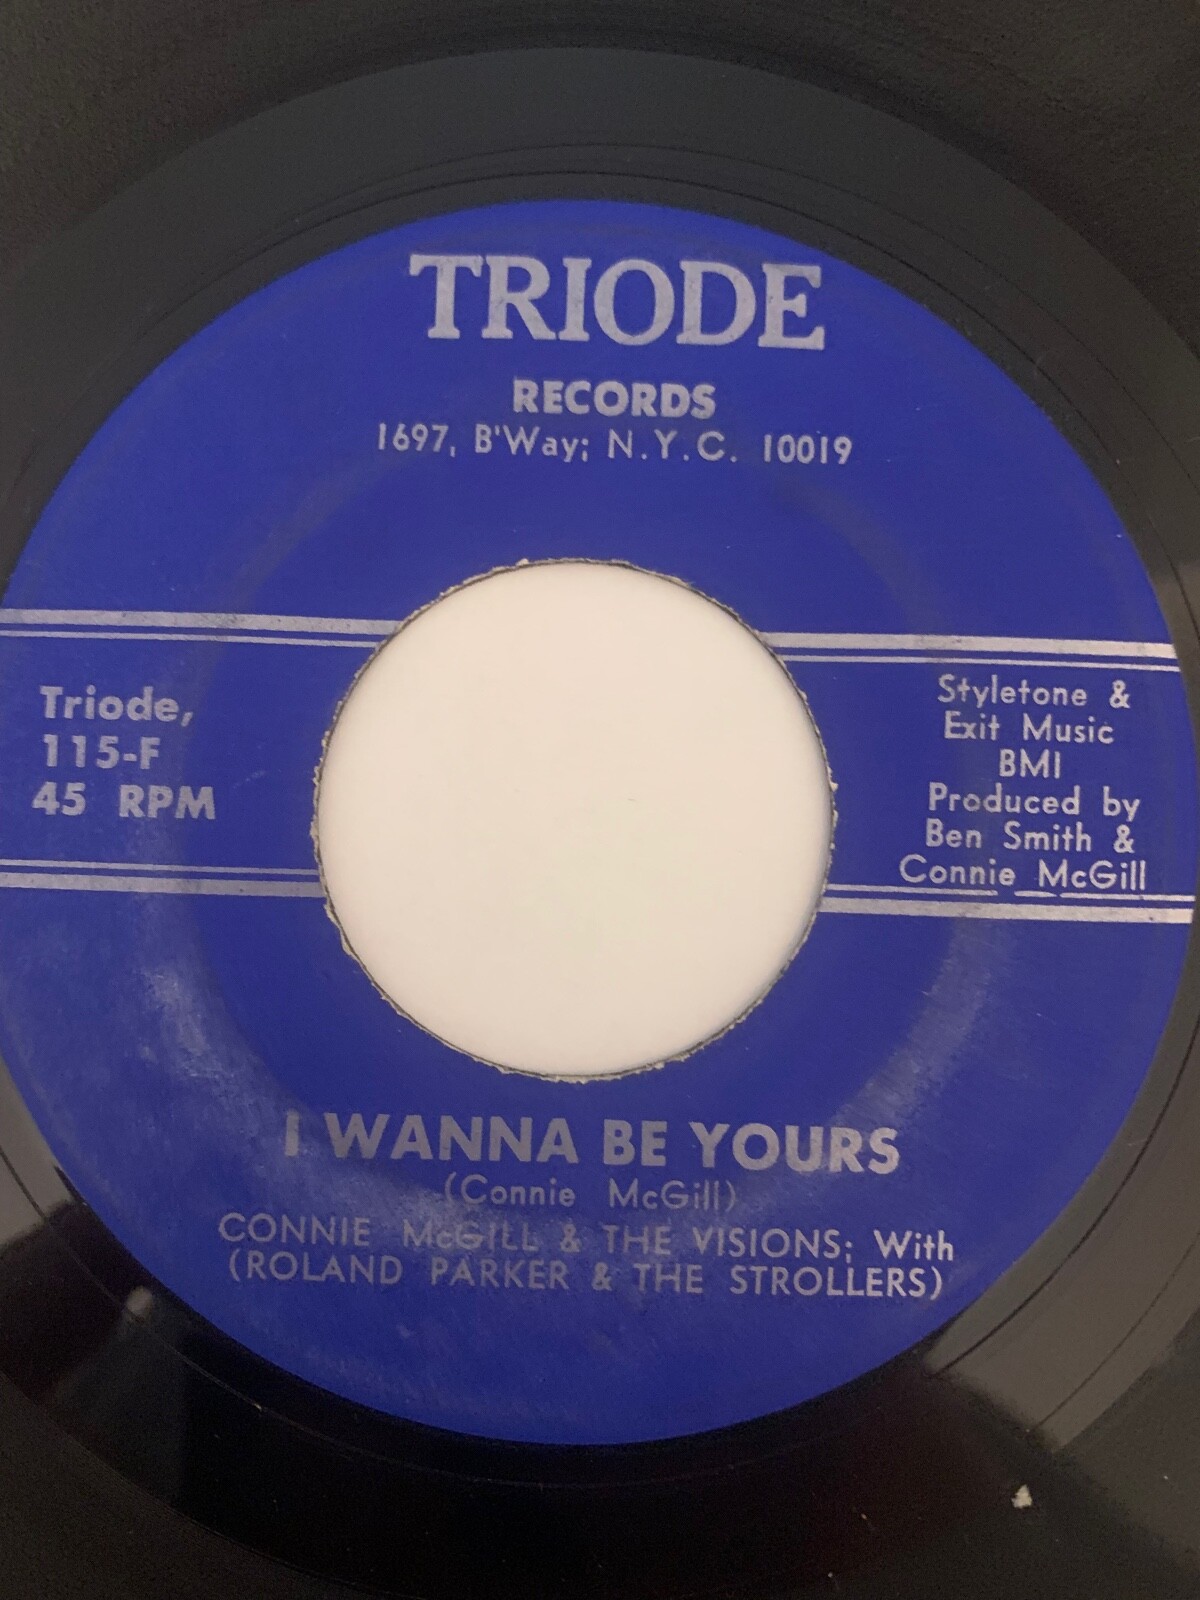 TRIODE
RECORDS
1697, B'Way; N.Y.C. 10019
Triode,
115-F
45 RPM
Styletone &
Exit Music
BMI
Produced by
Ben Smith &
Connie McGill
I WANNA BE YOURS
(Connie McGill)
CONNIE McGILL & THE VISIONS; With
(ROLAND PARKER & THE STROLLERS)